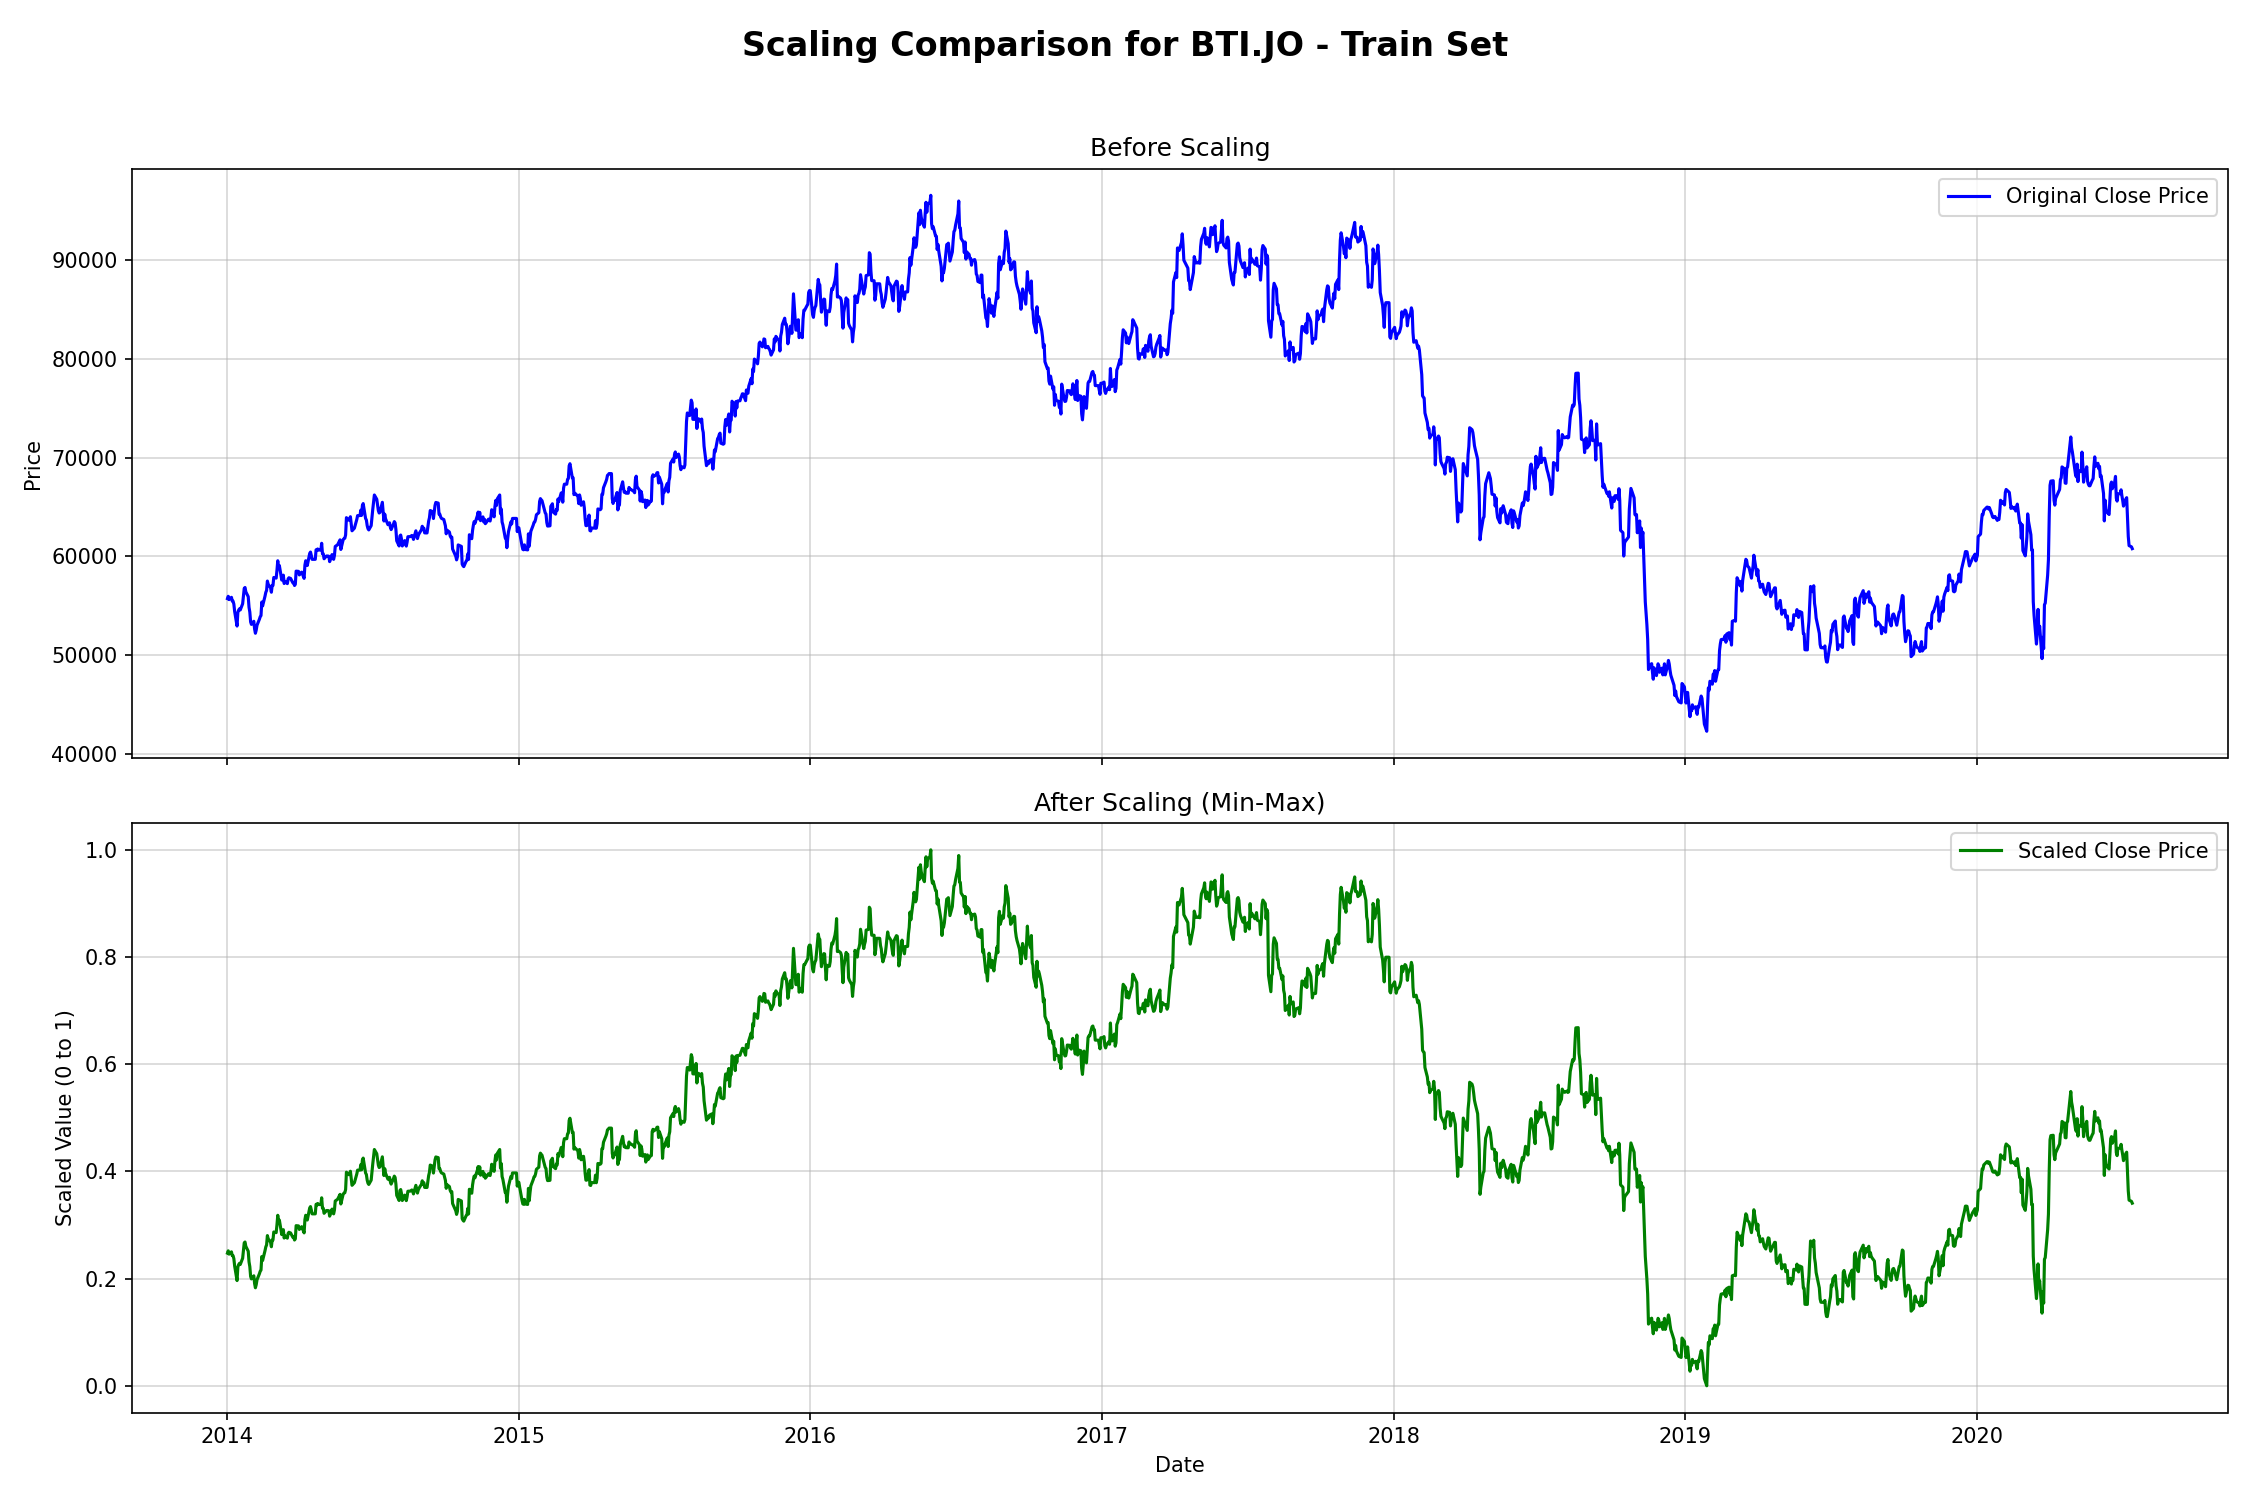 Scaling Comparison for BTI.JO - Train Set
Before Scaling
Original Close Price
Price
90000
80000
70000
60000
50000
40000
After Scaling (Min-Max)
Scaled Close Price
Scaled Value (0 to 1)
1.0
0.8
0.6
0.4
0.2
0.0
2014 2015 2016 2017 2018 2019 2020
Date